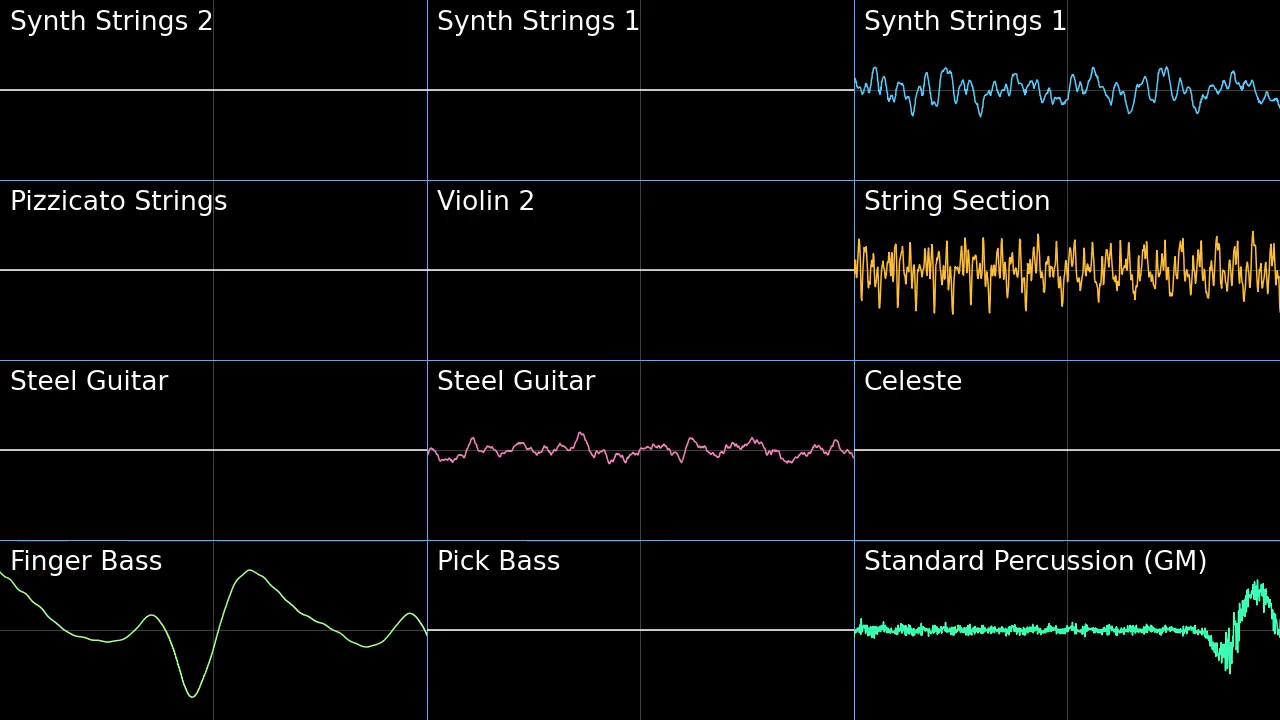 Synth Strings 2
Synth Strings 1
Synth Strings 1
Pizzicato Strings
Violin 2
String Section
Steel Guitar
Steel Guitar
Celeste
Finger Bass
Pick Bass
Standard Percussion (GM)